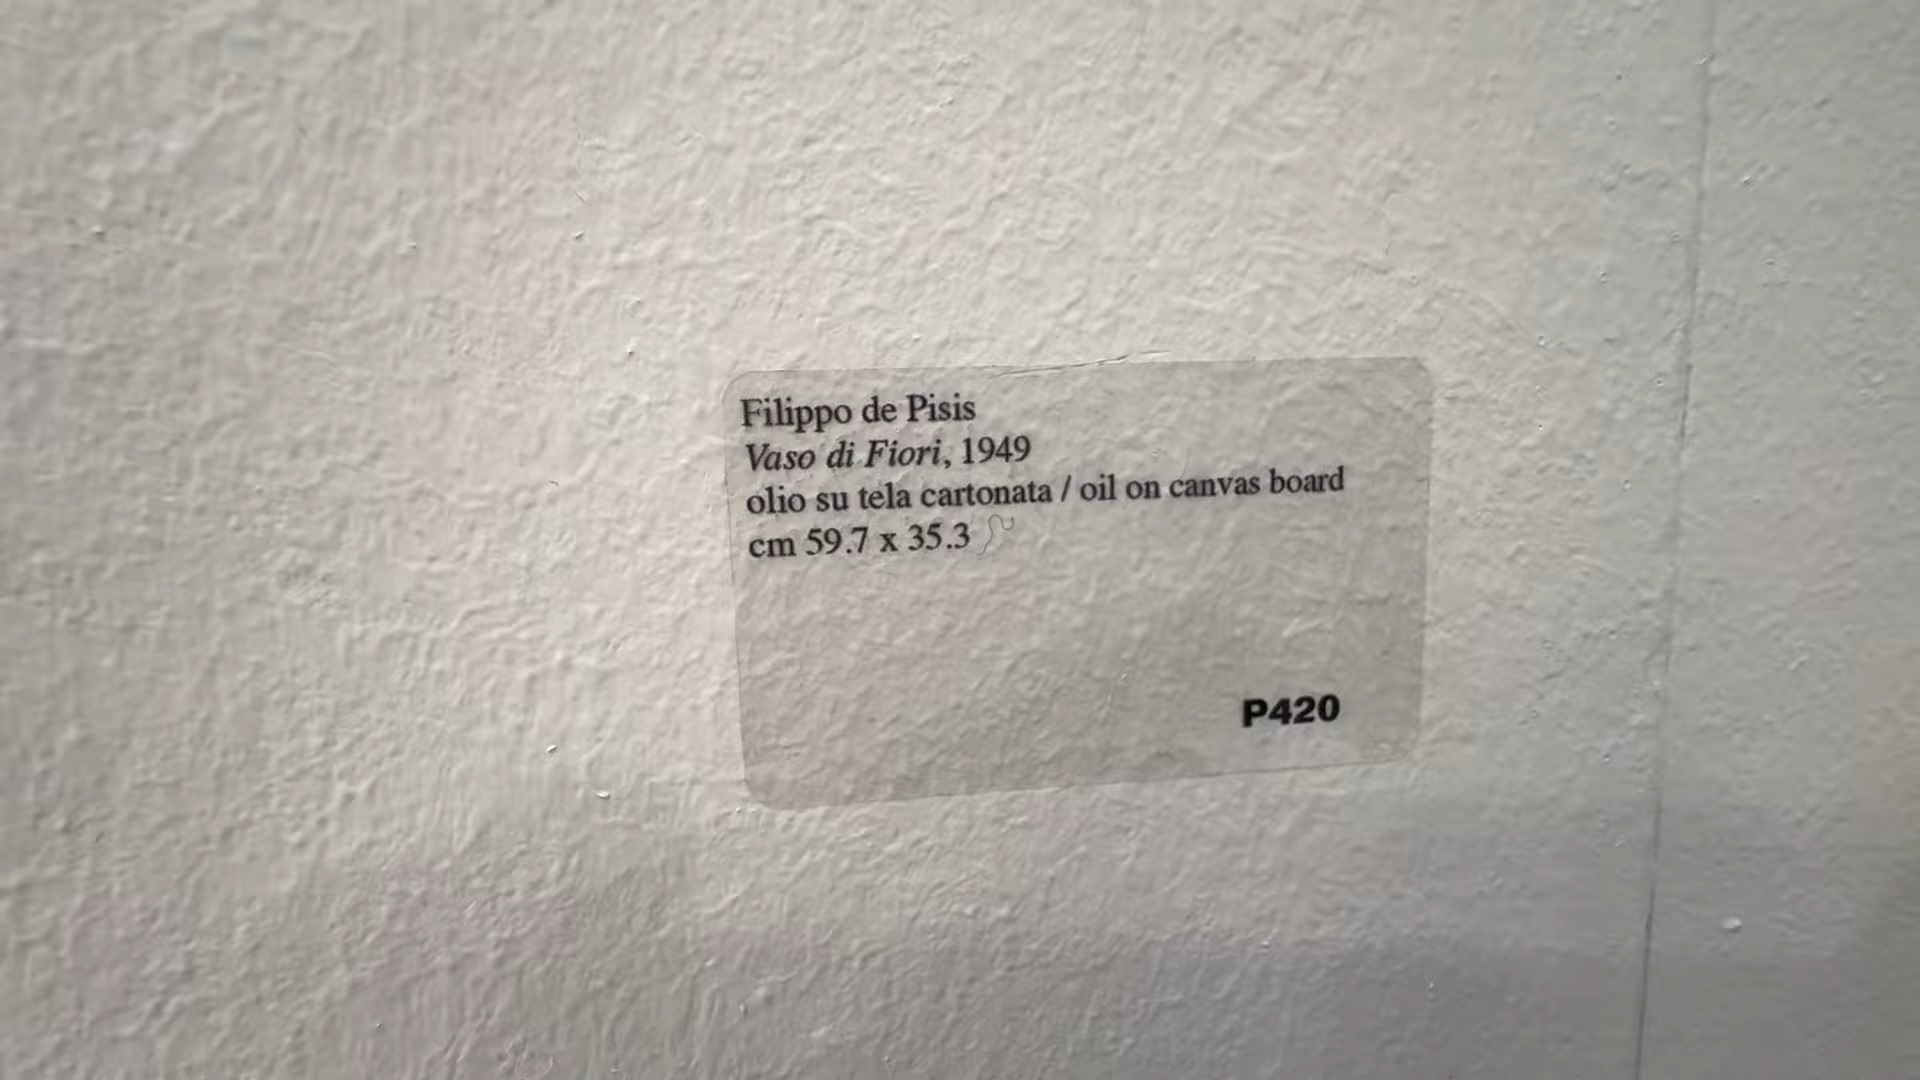 Filippo de Pisis
Vaso di Fiori, 1949
olio su tela cartonata / oil on canvas board
cm 59.7 x 35.3
P420